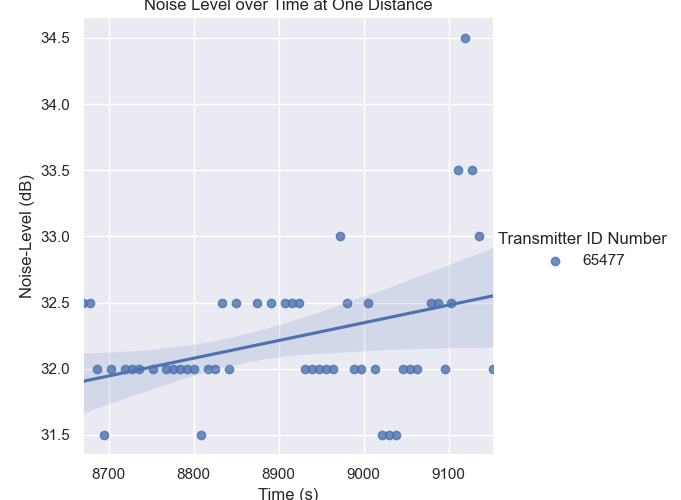 Noise Level over Time at One Distance
34.5
34.0
33.5
33.0
32.5
32.0
31.5
Noise-Level (dB)
8700 8800 8900 9000 9100
Time (s)
Transmitter ID Number
65477